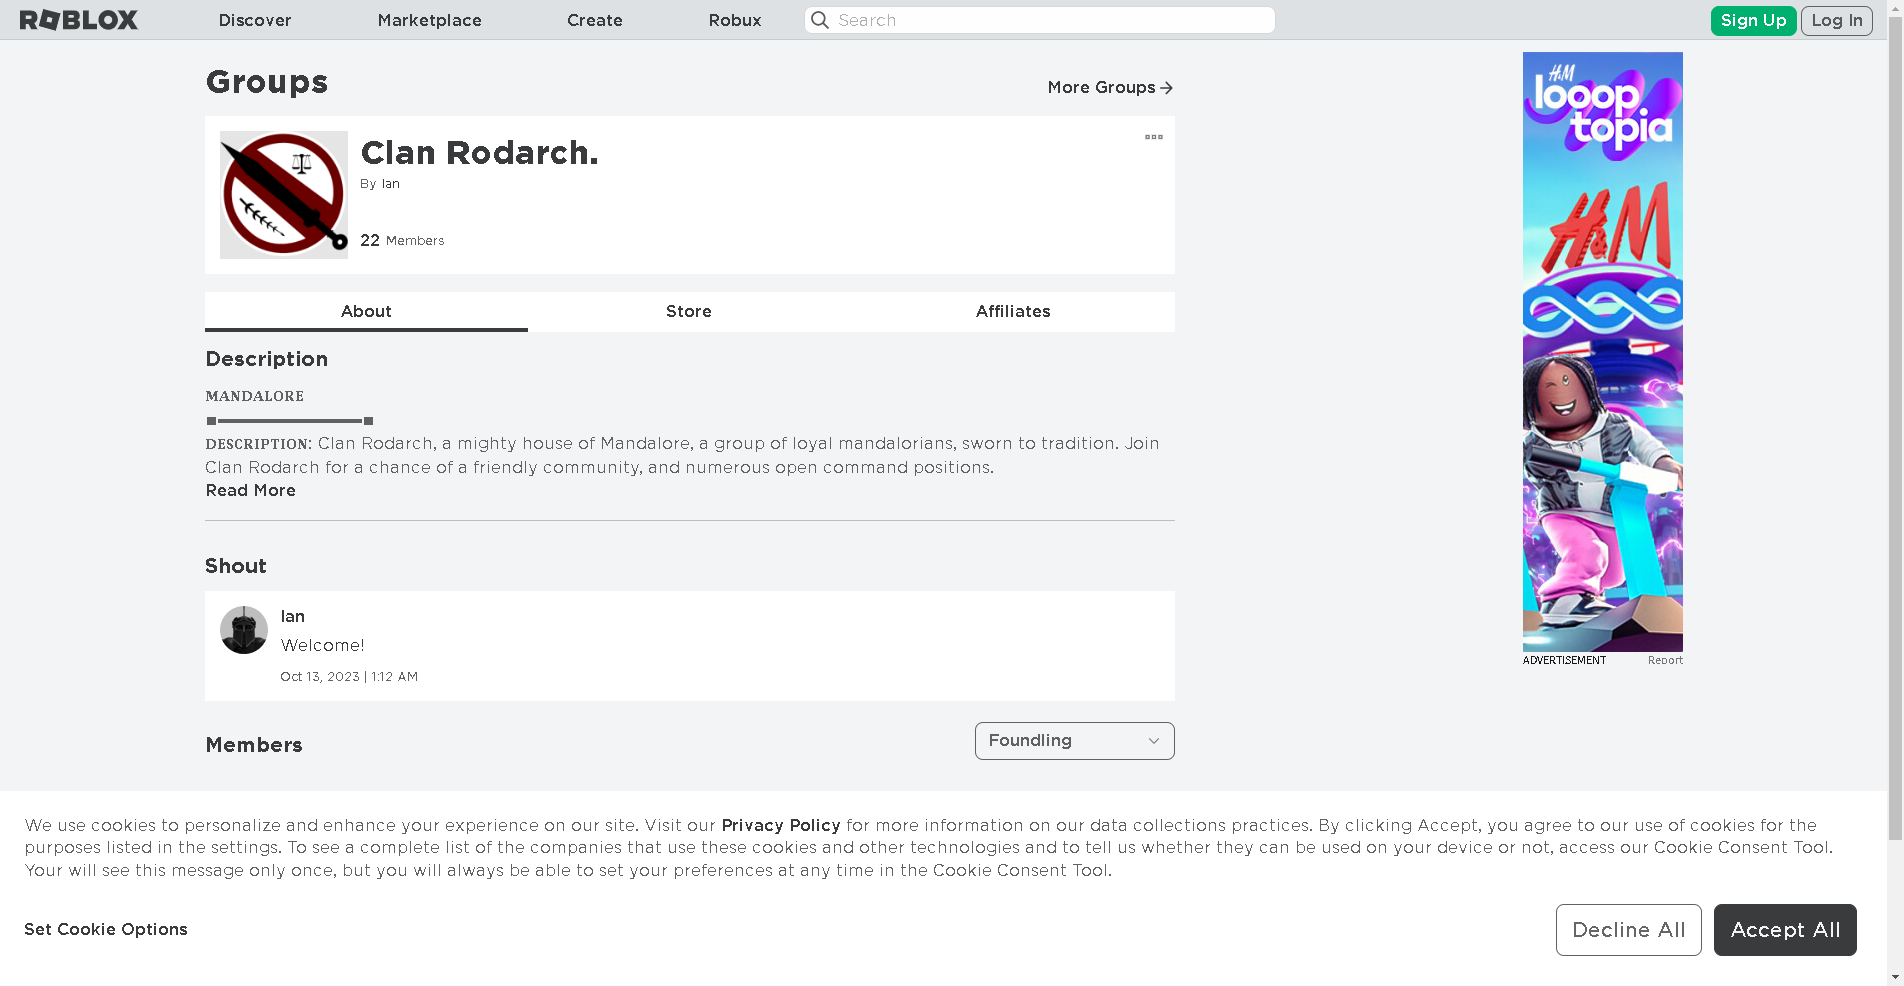 ROBLOX
Discover
Marketplace
Create
Robux
Search
Sign Up
Log In
Groups
More Groups
Clan Rodarch.
By Ian
22 Members
About
Store
Affiliates
Description
MANDALORE
DESCRIPTION: Clan Rodarch, a mighty house of Mandalore, a group of loyal mandalorians, sworn to tradition. Join
Clan Rodarch for a chance of a friendly community, and numerous open command positions.
Read More
Shout
Ian
Welcome!
Oct 13, 2023 | 1:12 AM
Members
Foundling
H&M
looop
topia
H&M
ADVERTISEMENT
Report
We use cookies to personalize and enhance your experience on our site. Visit our Privacy Policy for more information on our data collections practices. By clicking Accept, you agree to our use of cookies for the
purposes listed in the settings. To see a complete list of the companies that use these cookies and other technologies and to tell us whether they can be used on your device or not, access our Cookie Consent Tool.
Your will see this message only once, but you will always be able to set your preferences at any time in the Cookie Consent Tool.
Set Cookie Options
Decline All
Accept All